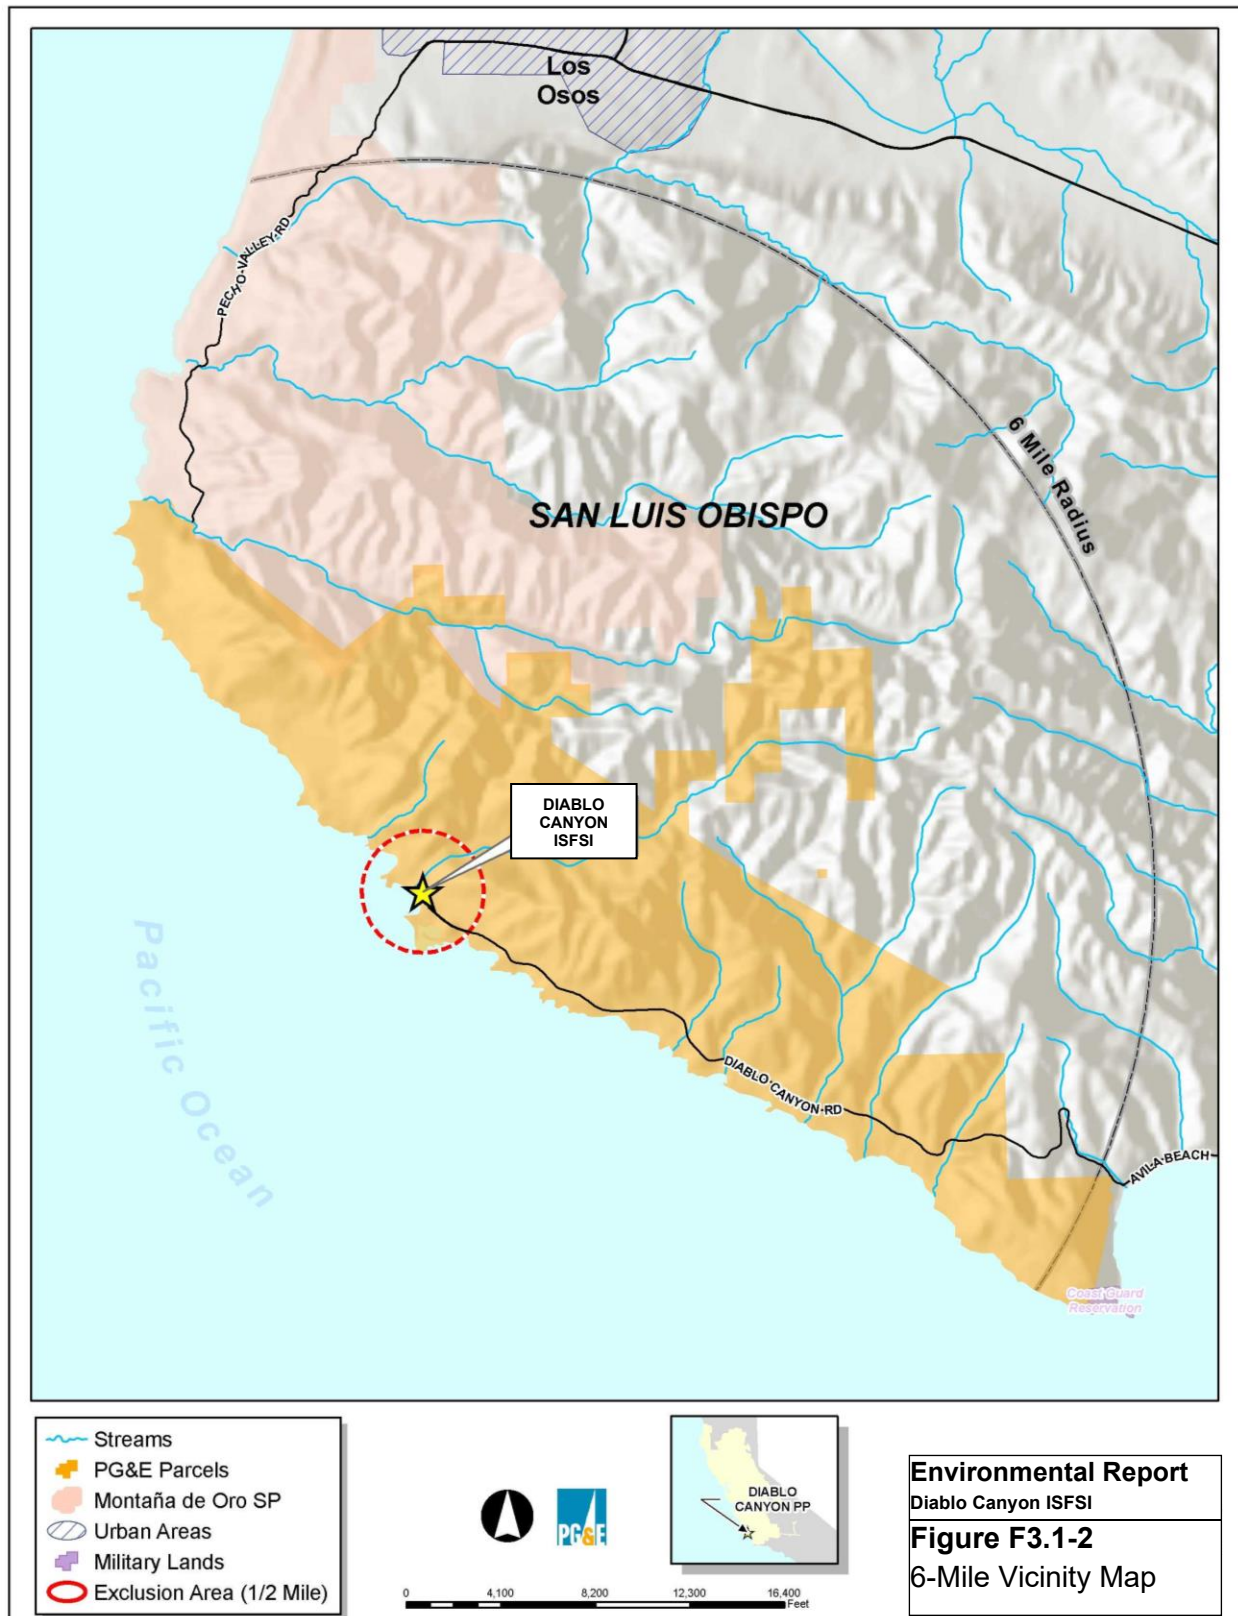 Los
Osos
PECHO VALLEY RD
6 Mile Radius
SAN LUIS OBISPO
DIABLO
CANYON
ISFSI
Pacific Ocean
DIABLO CANYON RD
AVILA BEACH
Coast Guard
Reservation
Streams
PG&E Parcels
Montaña de Oro SP
Urban Areas
Military Lands
Exclusion Area (1/2 Mile)
PG&E
DIABLO
CANYON PP
0 4,100 8,200 12,300 16,400
Feet
Environmental Report
Diablo Canyon ISFSI
Figure F3.1-2
6-Mile Vicinity Map